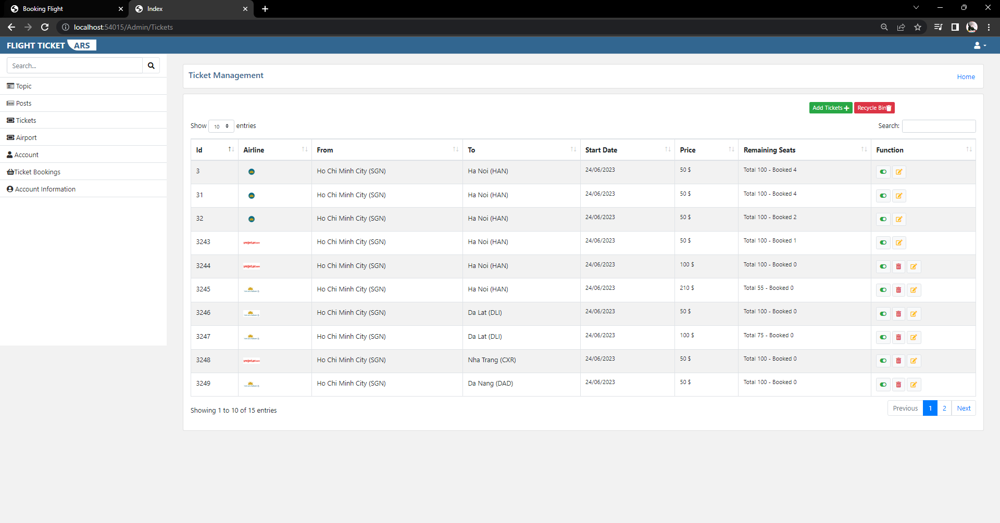 Booking Flight
Index
localhost:54015/Admin/Tickets
FLIGHT TICKET ARS
Search...
Topic
Posts
Tickets
Airport
Account
Ticket Bookings
Account Information
Ticket Management
Home
Add Tickets
Recycle Bin
Show 10 entries
Search:
Id Airline From To Start Date Price Remaining Seats Function
3 Ho Chi Minh City (SGN) Ha Noi (HAN) 24/06/2023 50 $ Total 100 - Booked 4
31 Ho Chi Minh City (SGN) Ha Noi (HAN) 24/06/2023 50 $ Total 100 - Booked 4
32 Ho Chi Minh City (SGN) Ha Noi (HAN) 24/06/2023 50 $ Total 100 - Booked 2
3243 vietjetair.com Ho Chi Minh City (SGN) Ha Noi (HAN) 24/06/2023 50 $ Total 100 - Booked 1
3244 vietjetair.com Ho Chi Minh City (SGN) Ha Noi (HAN) 24/06/2023 100 $ Total 100 - Booked 0
3245 Ho Chi Minh City (SGN) Ha Noi (HAN) 24/06/2023 210 $ Total 55 - Booked 0
3246 Ho Chi Minh City (SGN) Da Lat (DLI) 24/06/2023 50 $ Total 100 - Booked 0
3247 Ho Chi Minh City (SGN) Da Lat (DLI) 24/06/2023 100 $ Total 75 - Booked 0
3248 vietjetair.com Ho Chi Minh City (SGN) Nha Trang (CXR) 24/06/2023 50 $ Total 100 - Booked 0
3249 Ho Chi Minh City (SGN) Da Nang (DAD) 24/06/2023 50 $ Total 100 - Booked 0
Showing 1 to 10 of 15 entries
Previous 1 2 Next